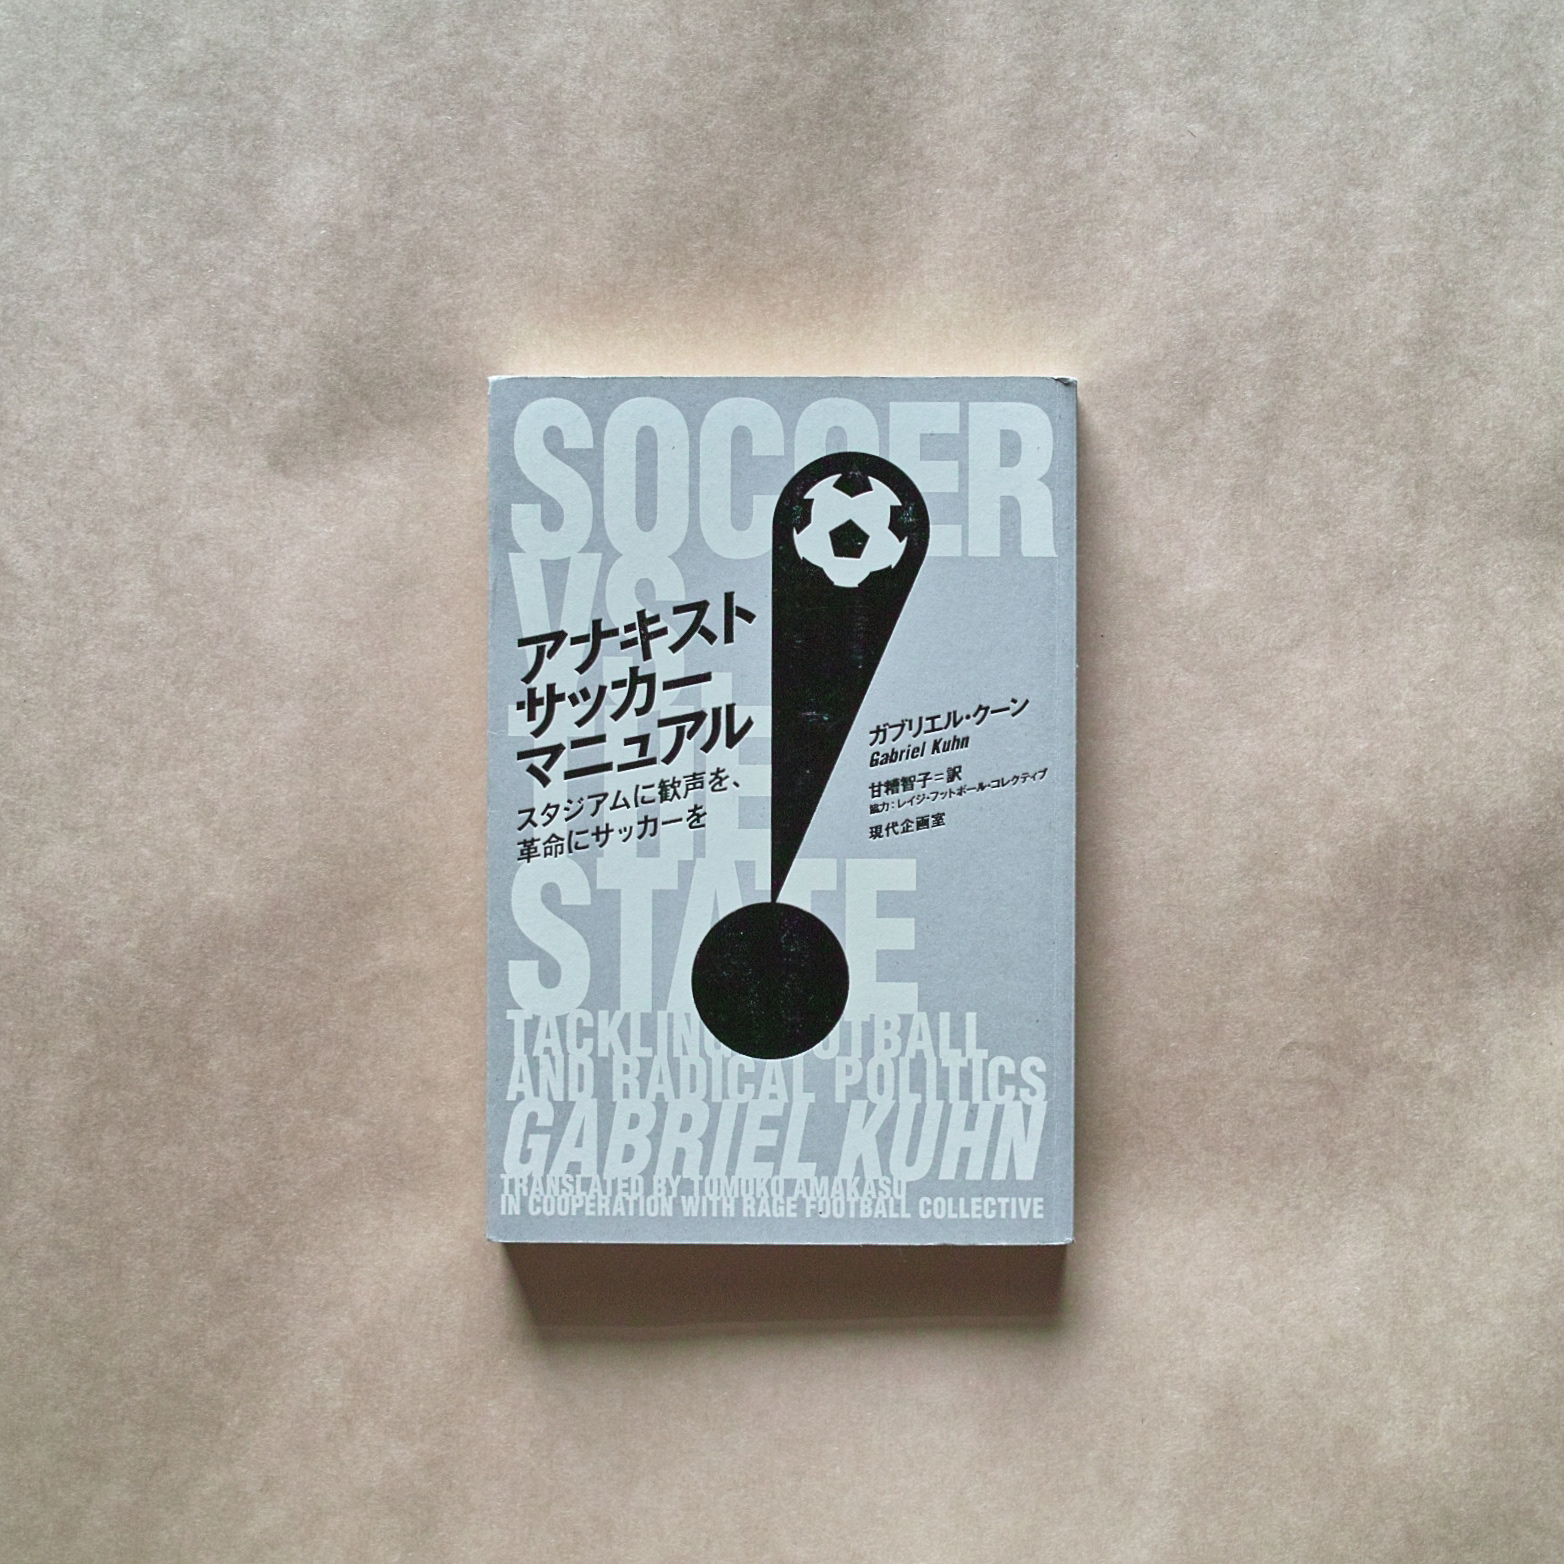 SOCCER
VS.
THE
STATE
アナキスト
サッカー
マニュアル
スタジアムに歓声を、
革命にサッカーを
ガブリエル・クーン
Gabriel Kuhn
甘糟智子=訳
協力:レイジ・フットボール・コレクティブ
現代企画室
TACKLING FOOTBALL
AND RADICAL POLITICS
GABRIEL KUHN
TRANSLATED BY TOMOKO AMAKASU
IN COOPERATION WITH RAGE FOOTBALL COLLECTIVE